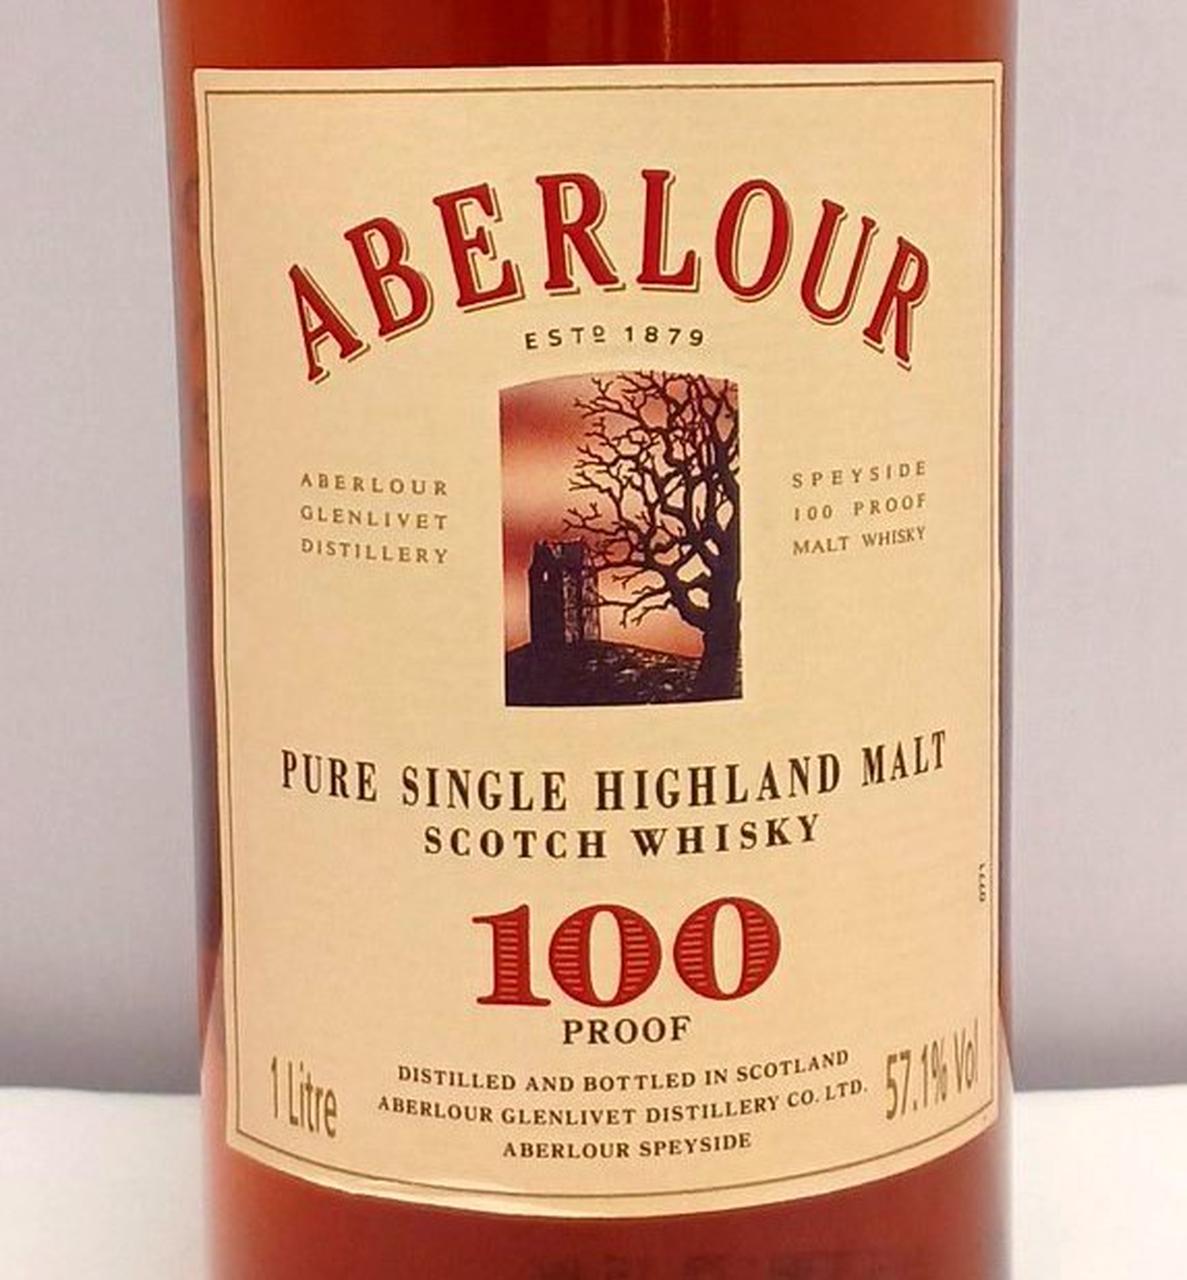 ABERLOUR
ESTD 1879
ABERLOUR
GLENLIVET
DISTILLERY
SPEYSIDE
100 PROOF
MALT WHISKY
PURE SINGLE HIGHLAND MALT
SCOTCH WHISKY
100
PROOF
1 Litre
DISTILLED AND BOTTLED IN SCOTLAND
ABERLOUR GLENLIVET DISTILLERY CO. LTD.
ABERLOUR SPEYSIDE
57.1% Vol